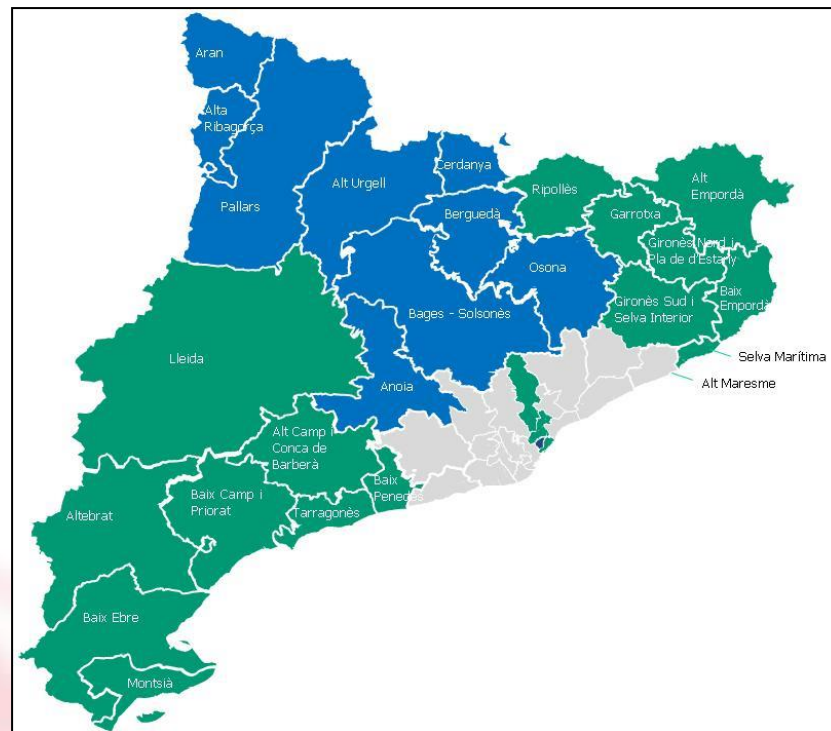 Aran
Alta
Ribagorça
Pallars
Alt Urgell
Cerdanya
Berguedà
Ripollès
Garrotxa
Alt
Empordà
Gironès Nord i
Pla de d'Estany
Osona
Bages - Solsonès
Gironès Sud i
Selva Interior
Baix
Empordà
Lleida
Anoia
Selva Marítima
Alt Maresme
Alt Camp i
Conca de
Barberà
Baix
Penedès
Baix Camp i
Priorat
Tarragonès
Altebrat
Baix Ebre
Montsià